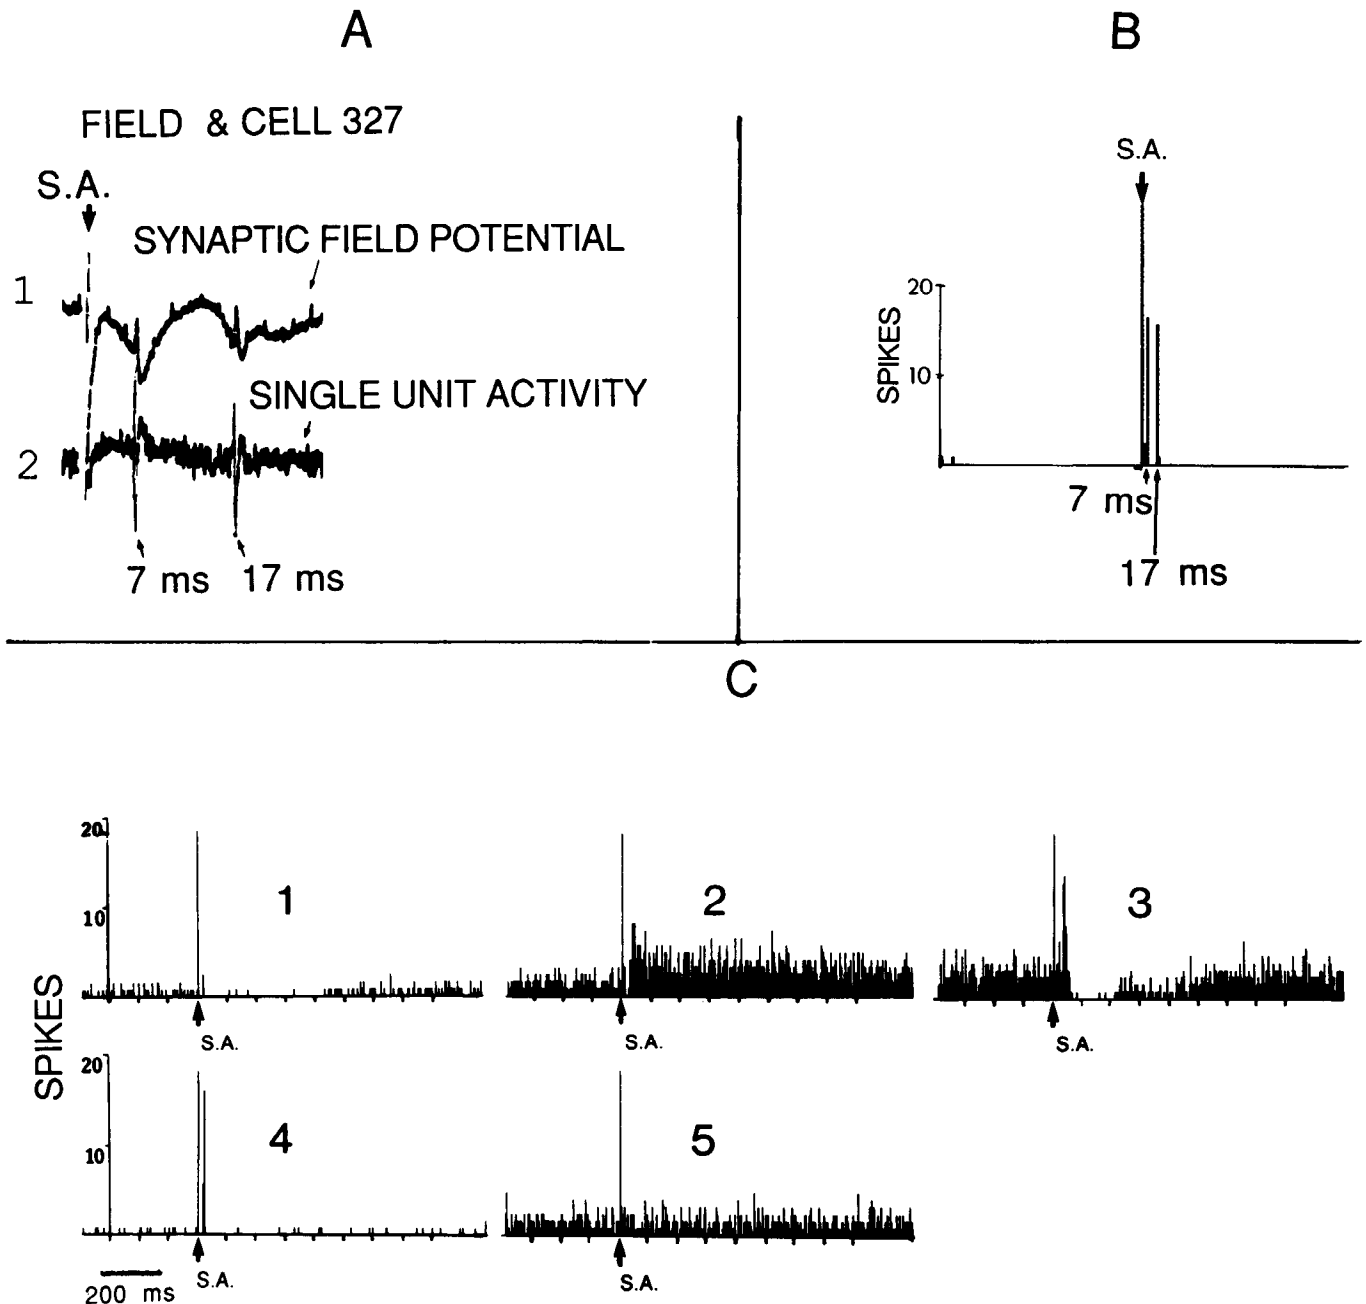 A
FIELD & CELL 327
S.A.
SYNAPTIC FIELD POTENTIAL
1
SINGLE UNIT ACTIVITY
2
7 ms
17 ms
B
S.A.
20
10
SPIKES
7 ms
17 ms
C
SPIKES
20
10
1
S.A.
2
S.A.
3
S.A.
20
10
4
S.A.
200 ms
5
S.A.